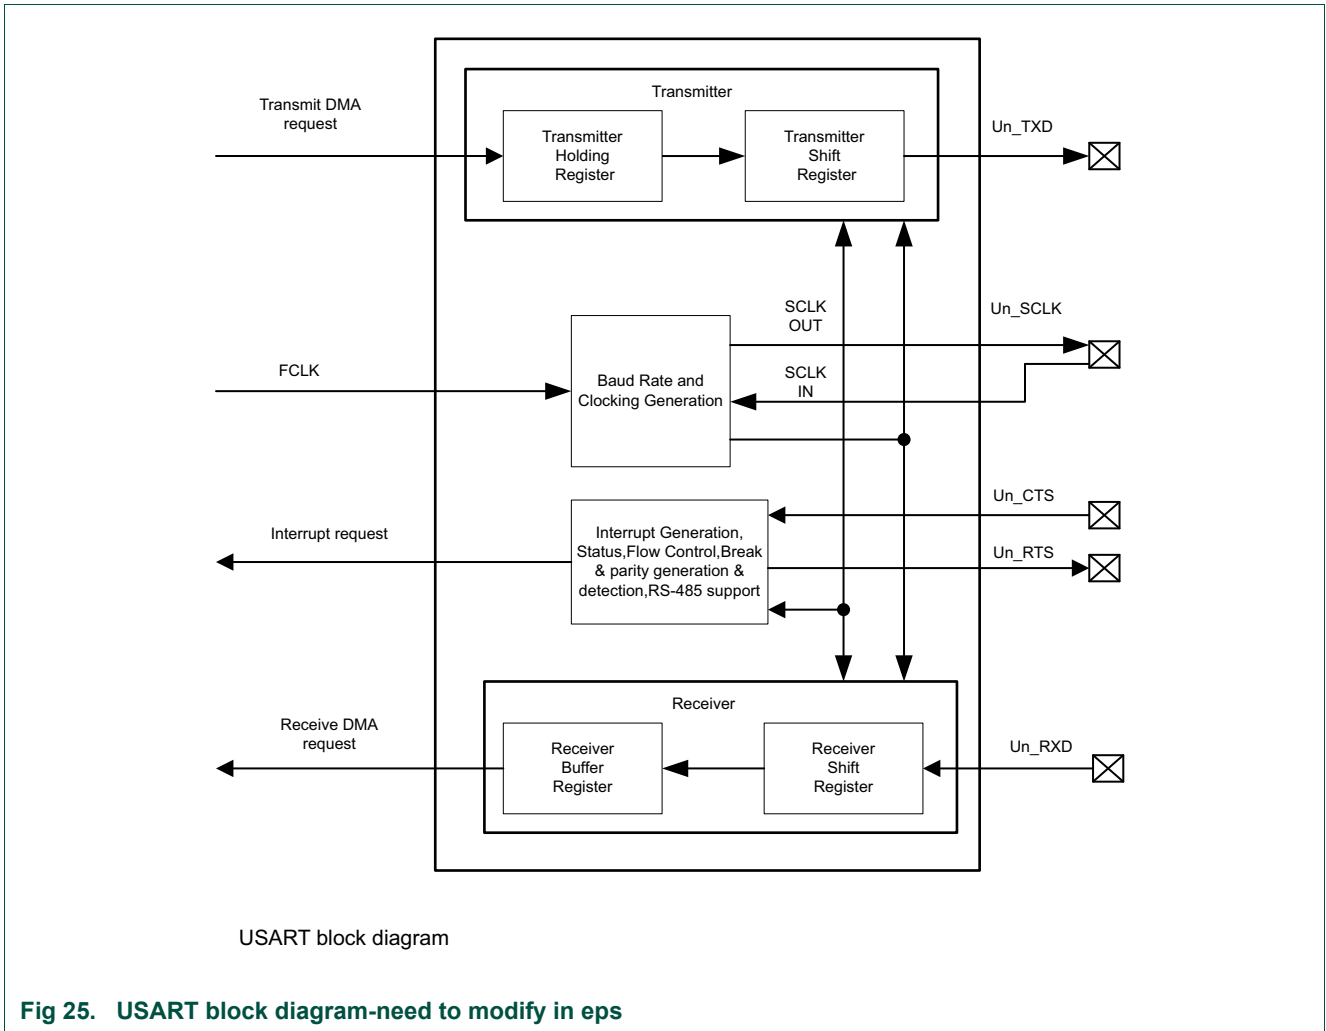 Transmitter
Transmit DMA
request
Transmitter
Holding
Register
Transmitter
Shift
Register
Un_TXD
SCLK
OUT
Un_SCLK
FCLK
Baud Rate and
Clocking Generation
SCLK
IN
Un_CTS
Interrupt request
Interrupt Generation,
Status,Flow Control,Break
& parity generation &
detection,RS-485 support
Un_RTS
Receiver
Receive DMA
request
Receiver
Buffer
Register
Receiver
Shift
Register
Un_RXD
USART block diagram
Fig 25. USART block diagram-need to modify in eps